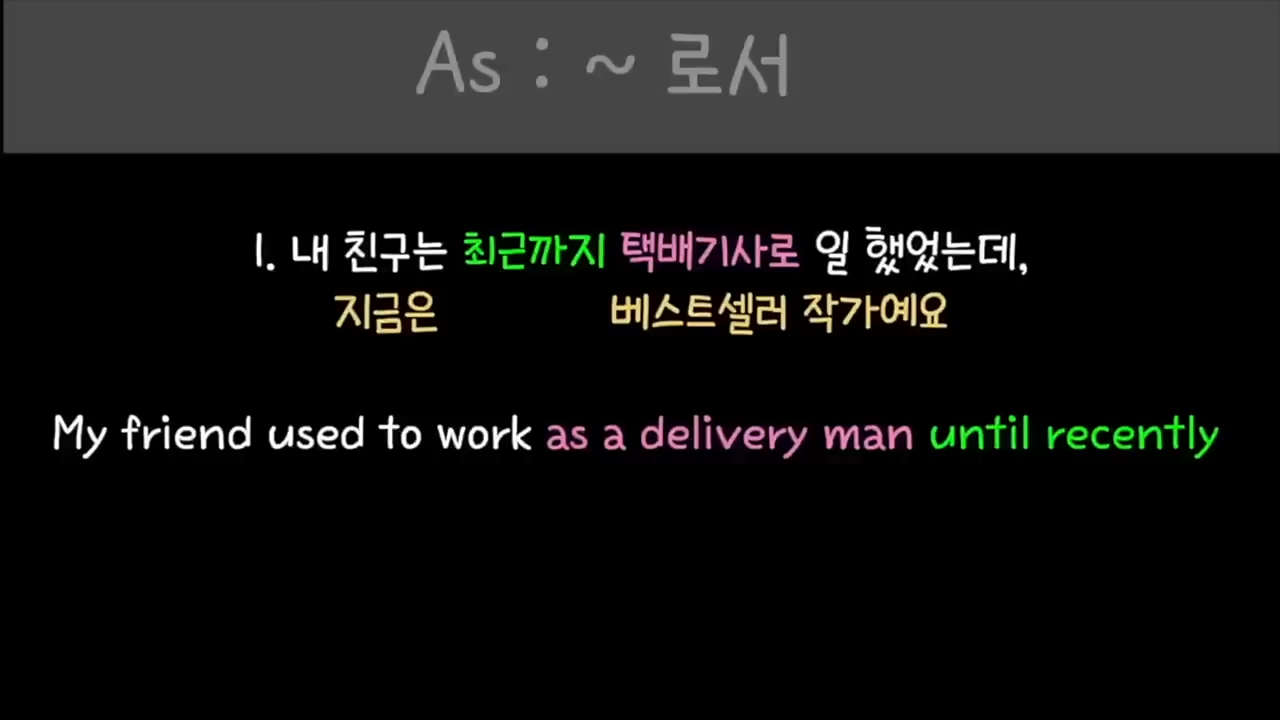 As : ~ 로서
1. 내 친구는 최근까지 택배기사로 일 했었는데,
지금은 베스트셀러 작가예요
My friend used to work as a delivery man until recently